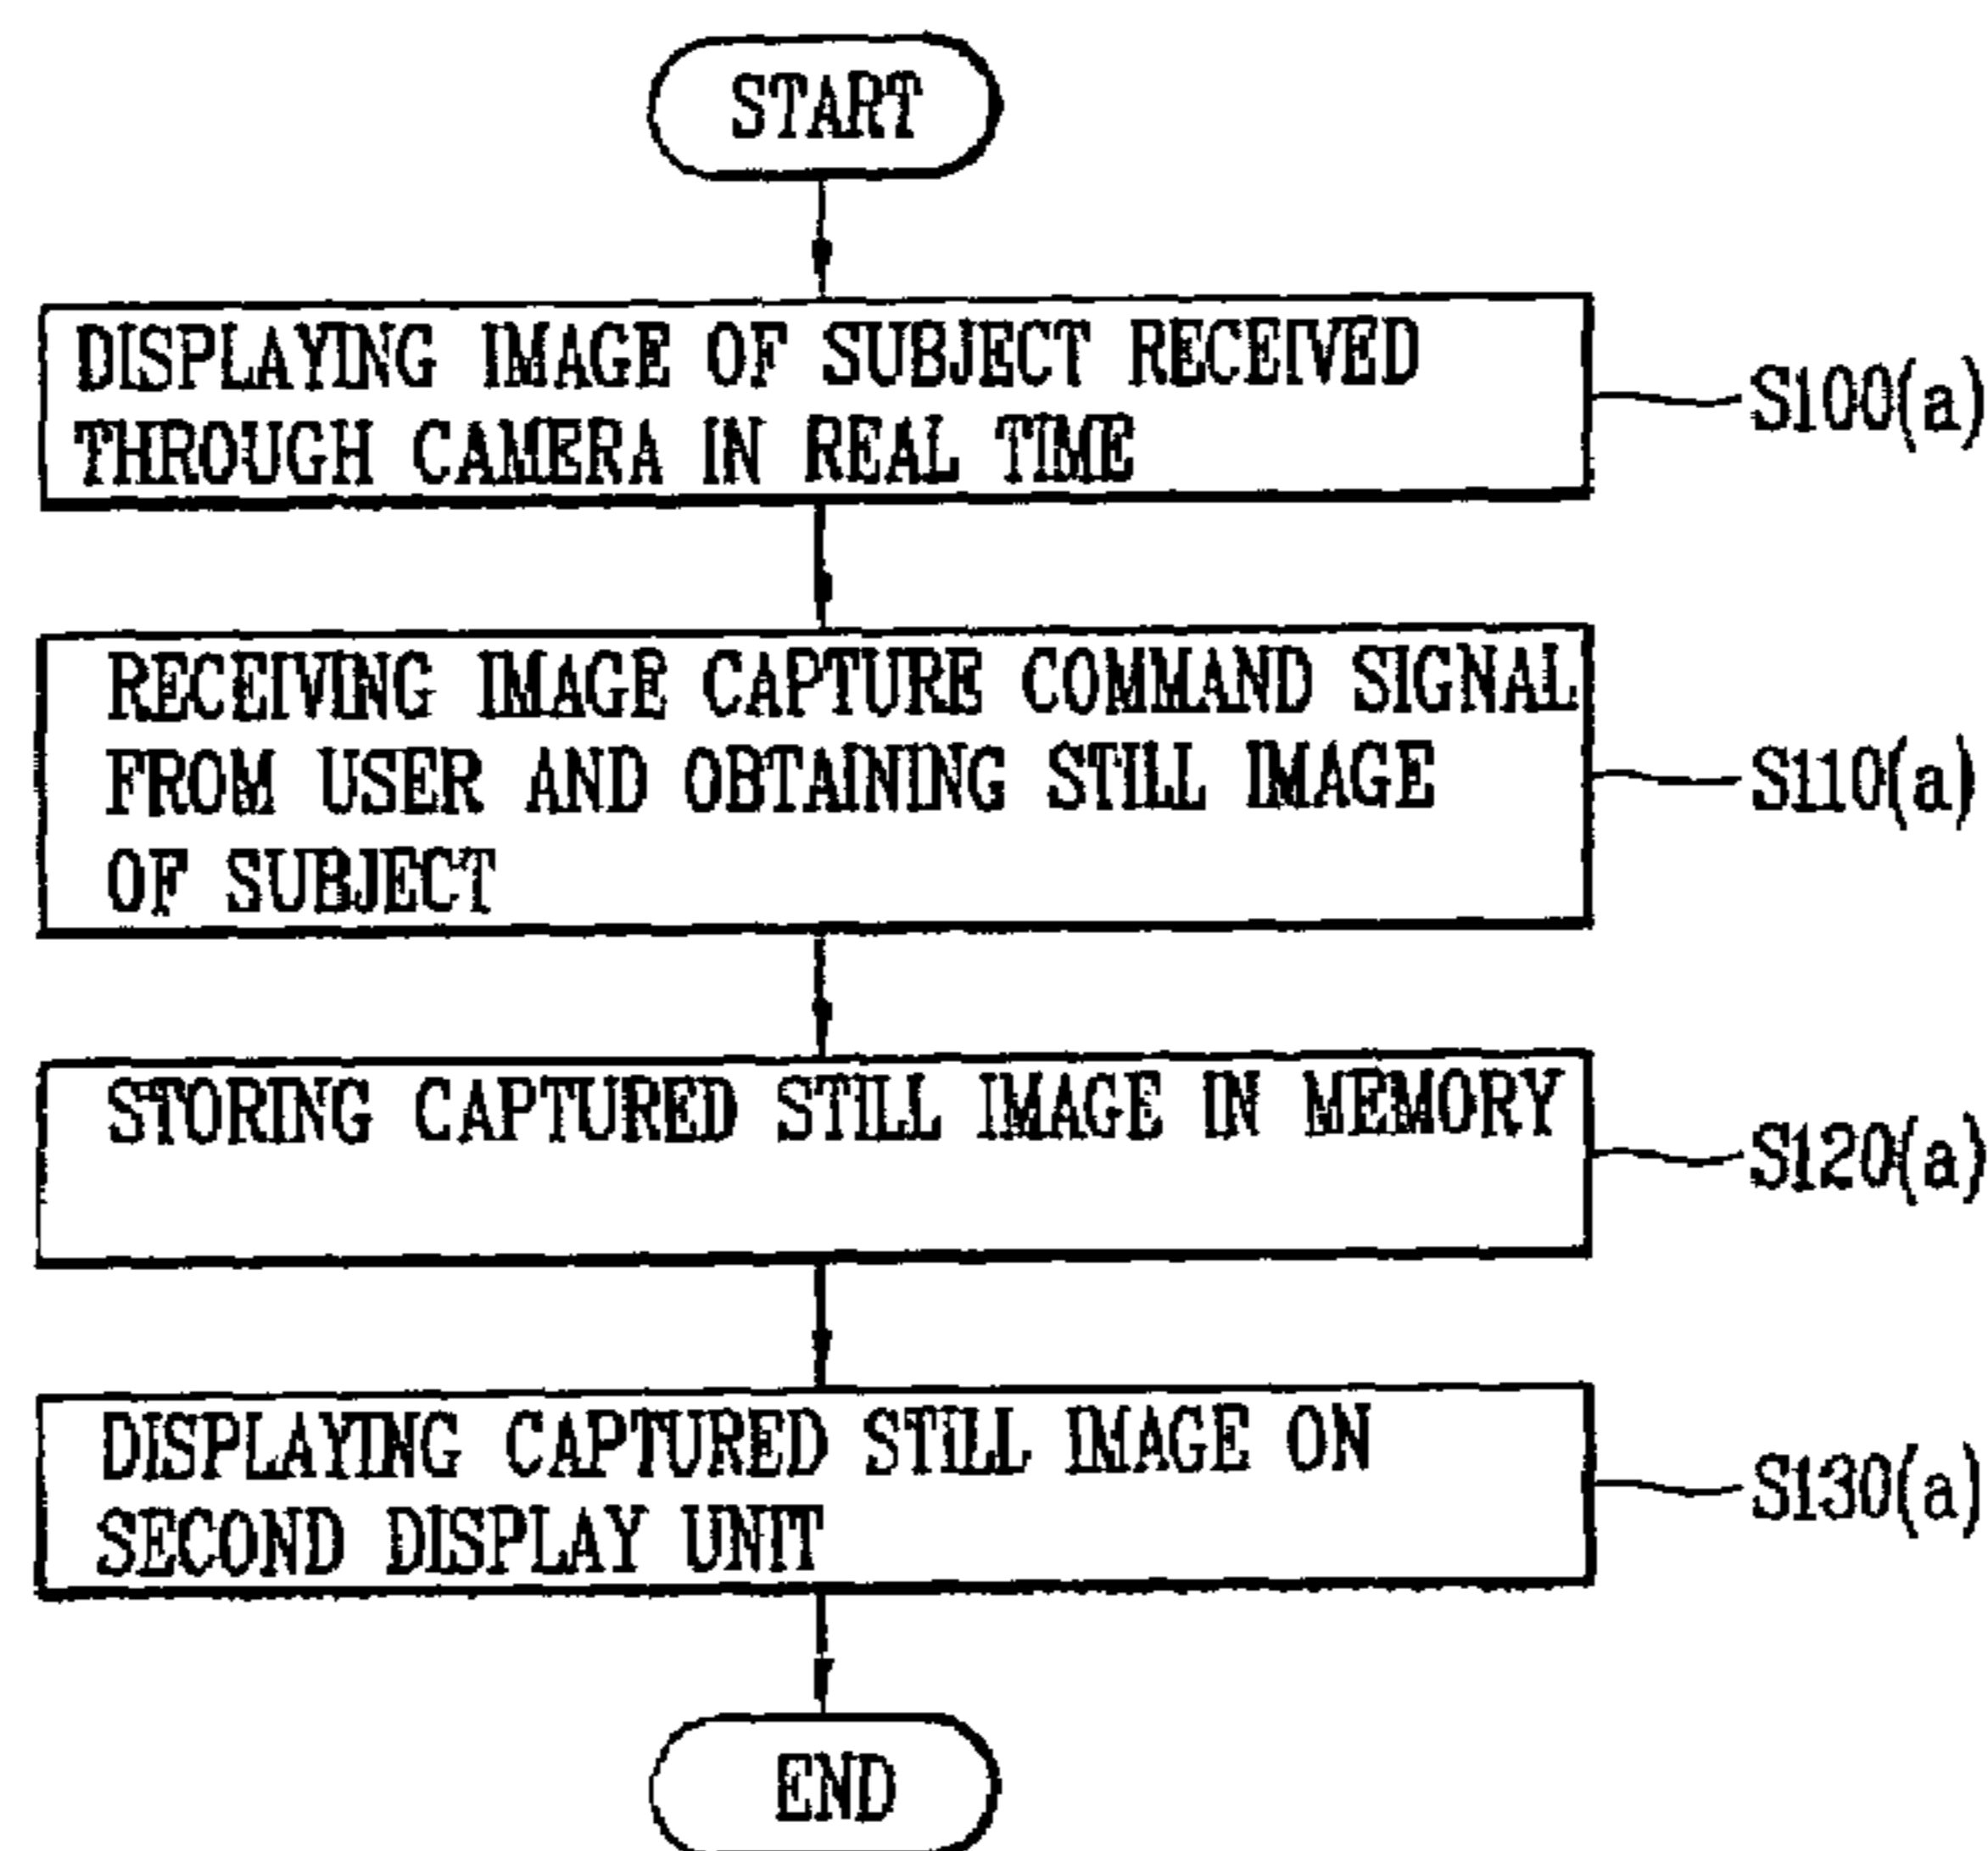 START
DISPLAYING IMAGE OF SUBJECT RECEIVED
THROUGH CAMERA IN REAL TIME
S100(a)
RECEIVING IMAGE CAPTURE COMMAND SIGNAL
FROM USER AND OBTAINING STILL IMAGE
OF SUBJECT
S110(a)
STORING CAPTURED STILL IMAGE IN MEMORY
S120(a)
DISPLAYING CAPTURED STILL IMAGE ON
SECOND DISPLAY UNIT
S130(a)
END